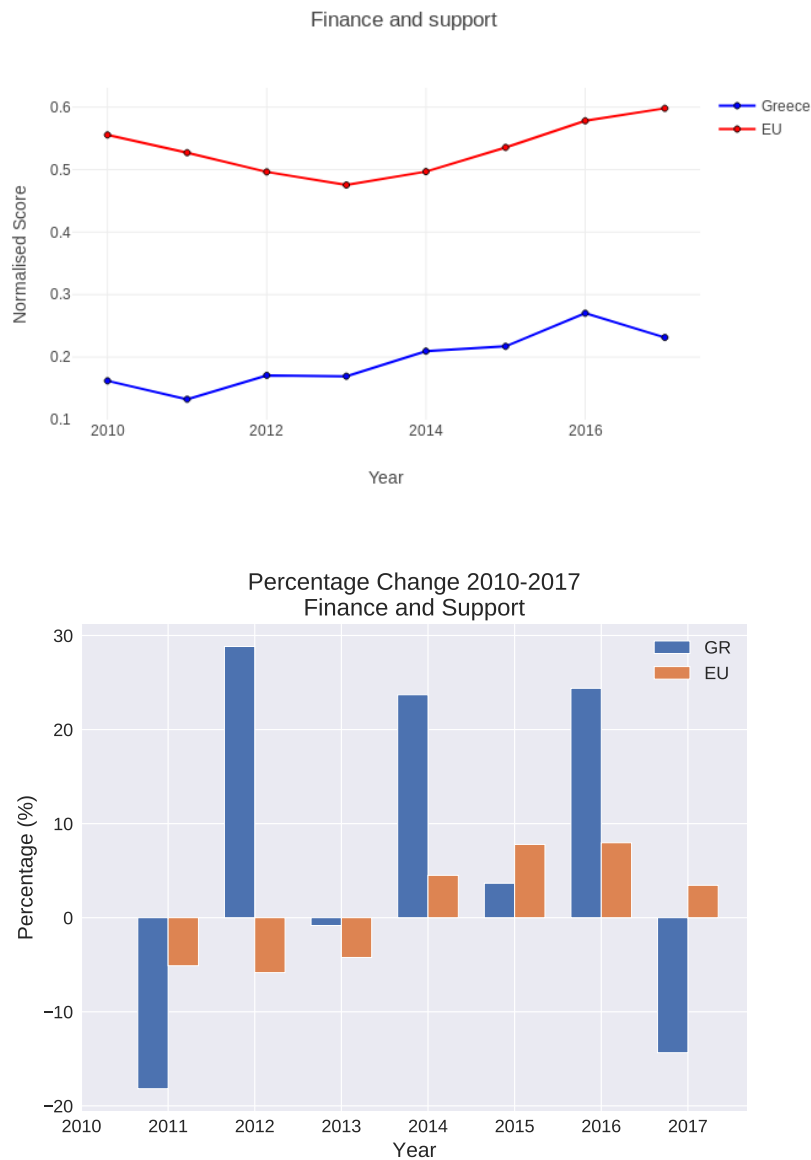 Finance and support
0.6
0.5
0.4
0.3
0.2
0.1
Normalised Score
2010 2012 2014 2016
Year
Greece
EU
Percentage Change 2010-2017
Finance and Support
30
20
10
0
−10
−20
Percentage (%)
GR
EU
2010 2011 2012 2013 2014 2015 2016 2017
Year